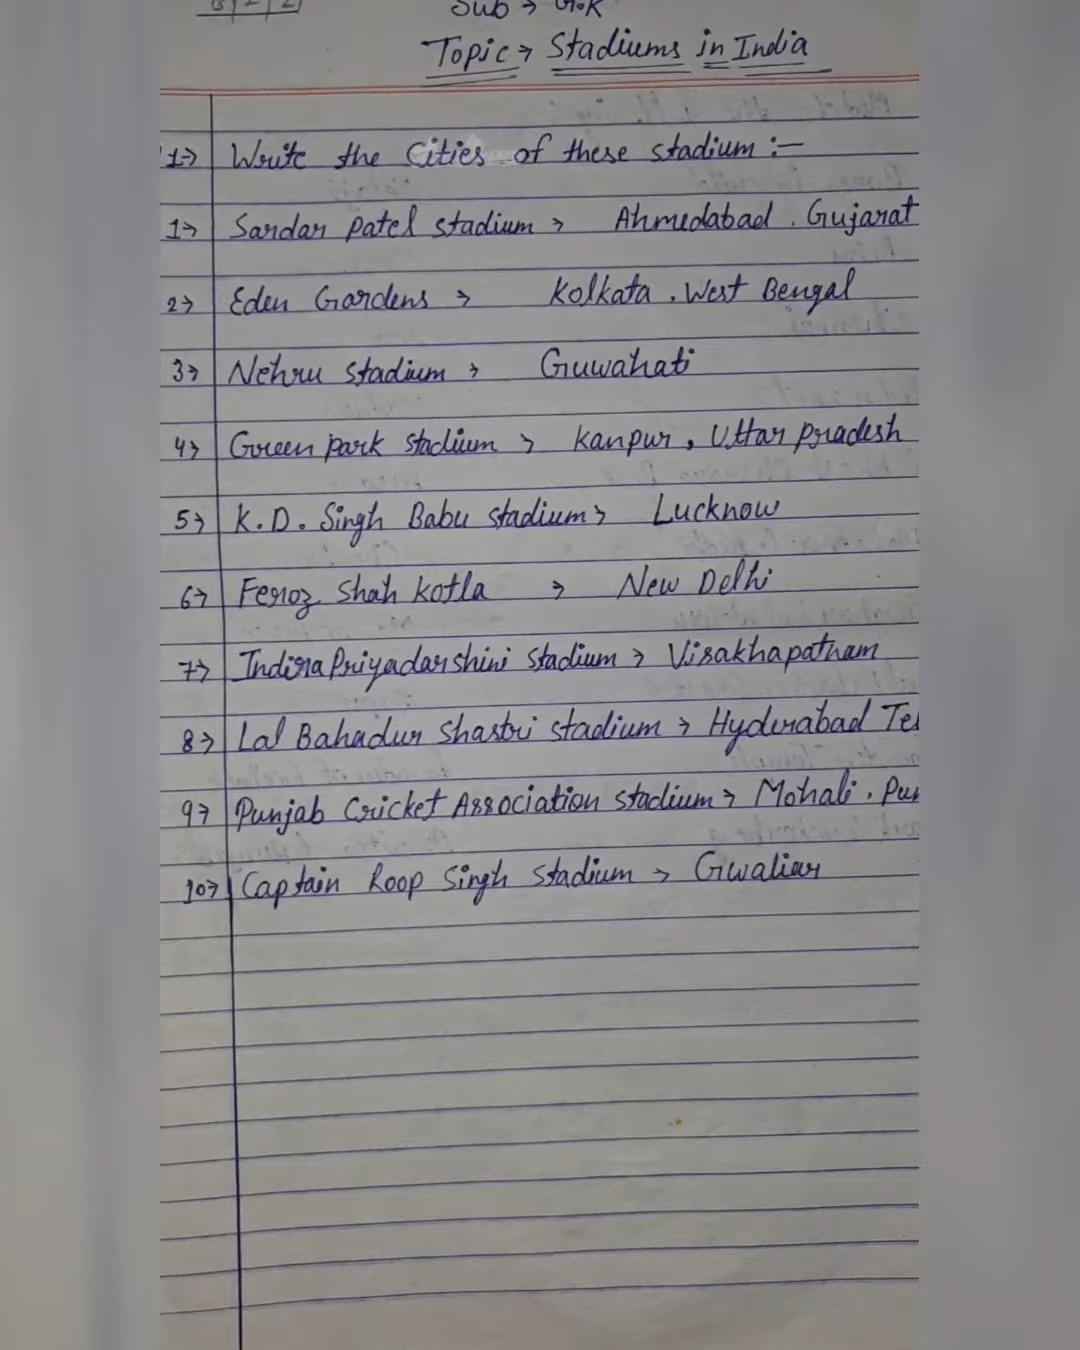 Sub → G.K
Topic → Stadiums in India
1→ Write the Cities of these stadium :-
1→ Sardar Patel stadium → Ahmedabad . Gujarat
2→ Eden Gardens → Kolkata . West Bengal
3→ Nehru stadium → Guwahati
4→ Green park stadium → Kanpur , Uttar pradesh
5→ K.D. Singh Babu stadium → Lucknow
6→ Feroz Shah Kotla → New Delhi
7→ Indira Priyadarshini stadium → Visakhapatnam
8→ Lal Bahadur Shastri stadium → Hyderabad Tel
9→ Punjab Cricket Association stadium → Mohali . Pun
10→ Captain Roop Singh stadium → Gwalior